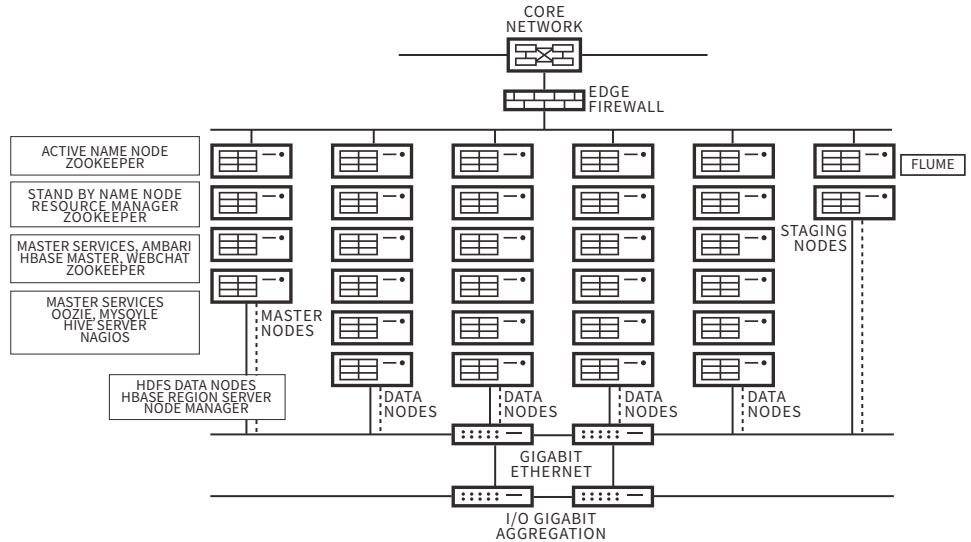 CORE
NETWORK
EDGE
FIREWALL
ACTIVE NAME NODE
ZOOKEEPER
FLUME
STAND BY NAME NODE
RESOURCE MANAGER
ZOOKEEPER
STAGING
NODES
MASTER SERVICES, AMBARI
HBASE MASTER, WEBCHAT
ZOOKEEPER
MASTER SERVICES
OOZIE, MYSOYLE
HIVE SERVER
NAGIOS
MASTER
NODES
HDFS DATA NODES
HBASE REGION SERVER
NODE MANAGER
DATA
NODES
DATA
NODES
DATA
NODES
DATA
NODES
GIGABIT
ETHERNET
I/O GIGABIT
AGGREGATION